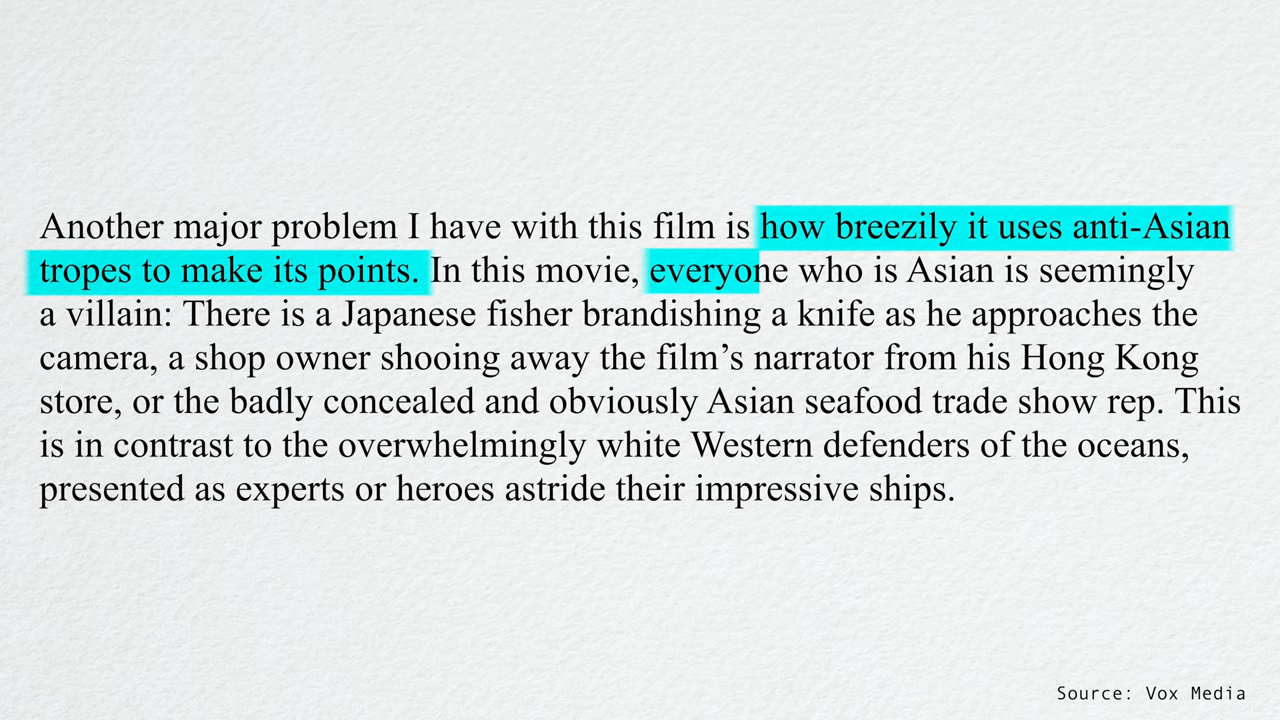 Another major problem I have with this film is how breezily it uses anti-Asian
tropes to make its points. In this movie, everyone who is Asian is seemingly
a villain: There is a Japanese fisher brandishing a knife as he approaches the
camera, a shop owner shooing away the film’s narrator from his Hong Kong
store, or the badly concealed and obviously Asian seafood trade show rep. This
is in contrast to the overwhelmingly white Western defenders of the oceans,
presented as experts or heroes astride their impressive ships.
Source: Vox Media